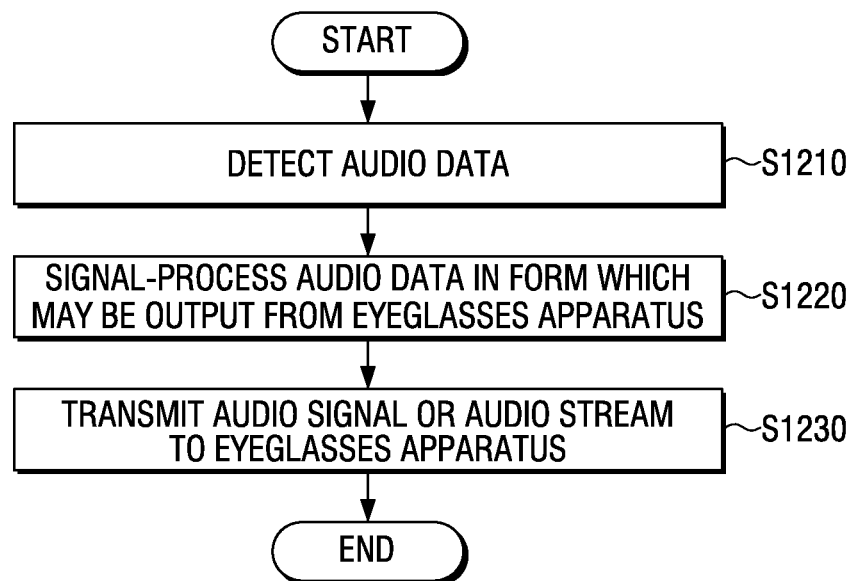 START
DETECT AUDIO DATA
S1210
SIGNAL-PROCESS AUDIO DATA IN FORM WHICH
MAY BE OUTPUT FROM EYEGLASSES APPARATUS
S1220
TRANSMIT AUDIO SIGNAL OR AUDIO STREAM
TO EYEGLASSES APPARATUS
S1230
END